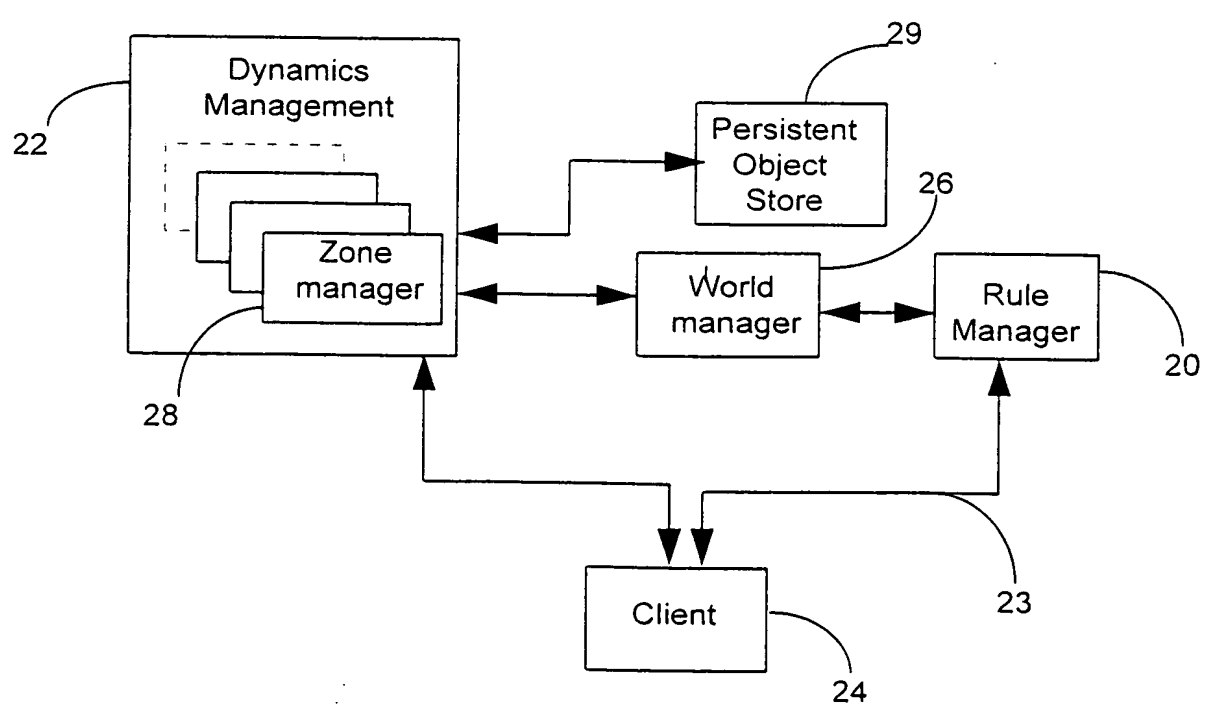 29
Dynamics
Management
22
Persistent
Object
Store
26
Zone
manager
World
manager
Rule
Manager
20
28
23
Client
24